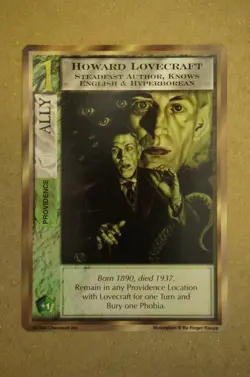 HOWARD LOVECRAFT
STEADFAST AUTHOR, KNOWS
ENGLISH & HYPERBOREAN
1
ALLY
PROVIDENCE
Born 1890, died 1937.
Remain in any Providence Location
with Lovecraft for one Turn and
Bury one Phobia.